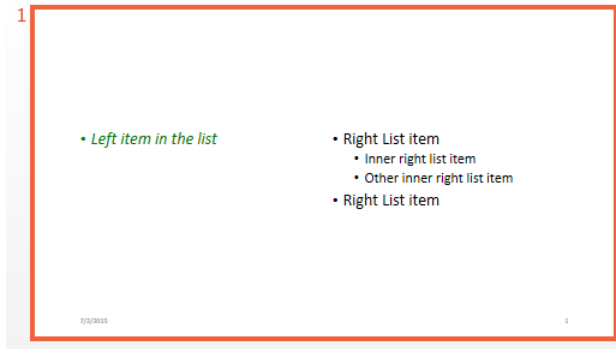 1
• Left item in the list
• Right List item
• Inner right list item
• Other inner right list item
• Right List item
7/2/2015
1